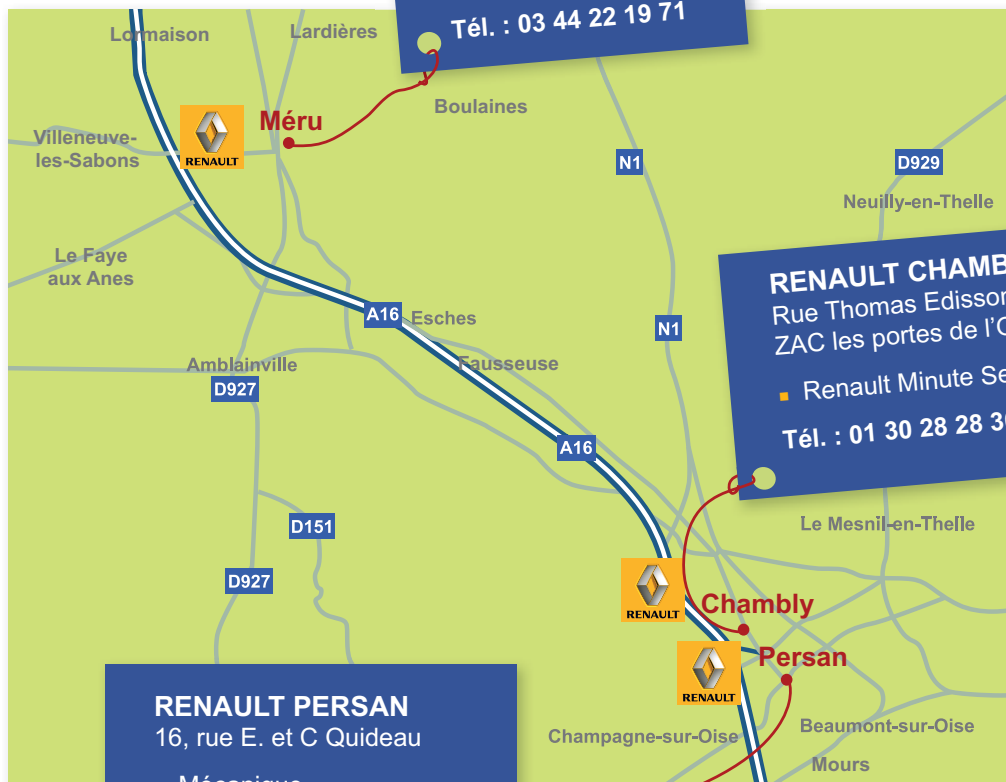 Tél. : 03 44 22 19 71
Lormaison
Lardières
Boulaines
Méru
RENAULT
Villeneuve-
les-Sabons
N1
D929
Neuilly-en-Thelle
Le Faye
aux Anes
RENAULT CHAMB
Rue Thomas Edisson
ZAC les portes de l'O
Renault Minute Se
Tél. : 01 30 28 28 30
A16
Esches
N1
Fausseuse
Amblainville
D927
A16
D151
Le Mesnil-en-Thelle
D927
RENAULT
Chambly
Persan
RENAULT
RENAULT PERSAN
16, rue E. et C Quideau
Mécanique
Champagne-sur-Oise
Beaumont-sur-Oise
Mours